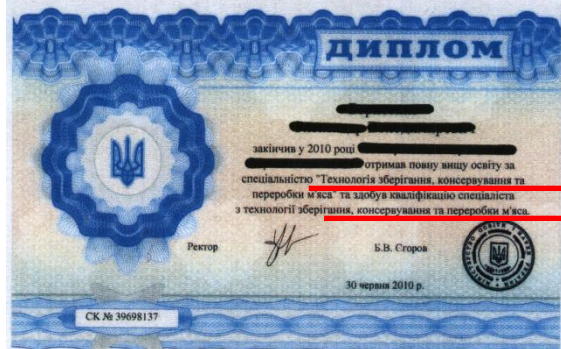 ДИПЛОМ
закінчив у 2010 році
отримав повну вищу освіту за
спеціальністю "Технологія зберігання, консервування та
переробки м'яса" та здобув кваліфікацію спеціаліста
з технології зберігання, консервування та переробки м'яса.
Ректор Б.В. Єгоров
30 червня 2010 р.
СК № 39698137